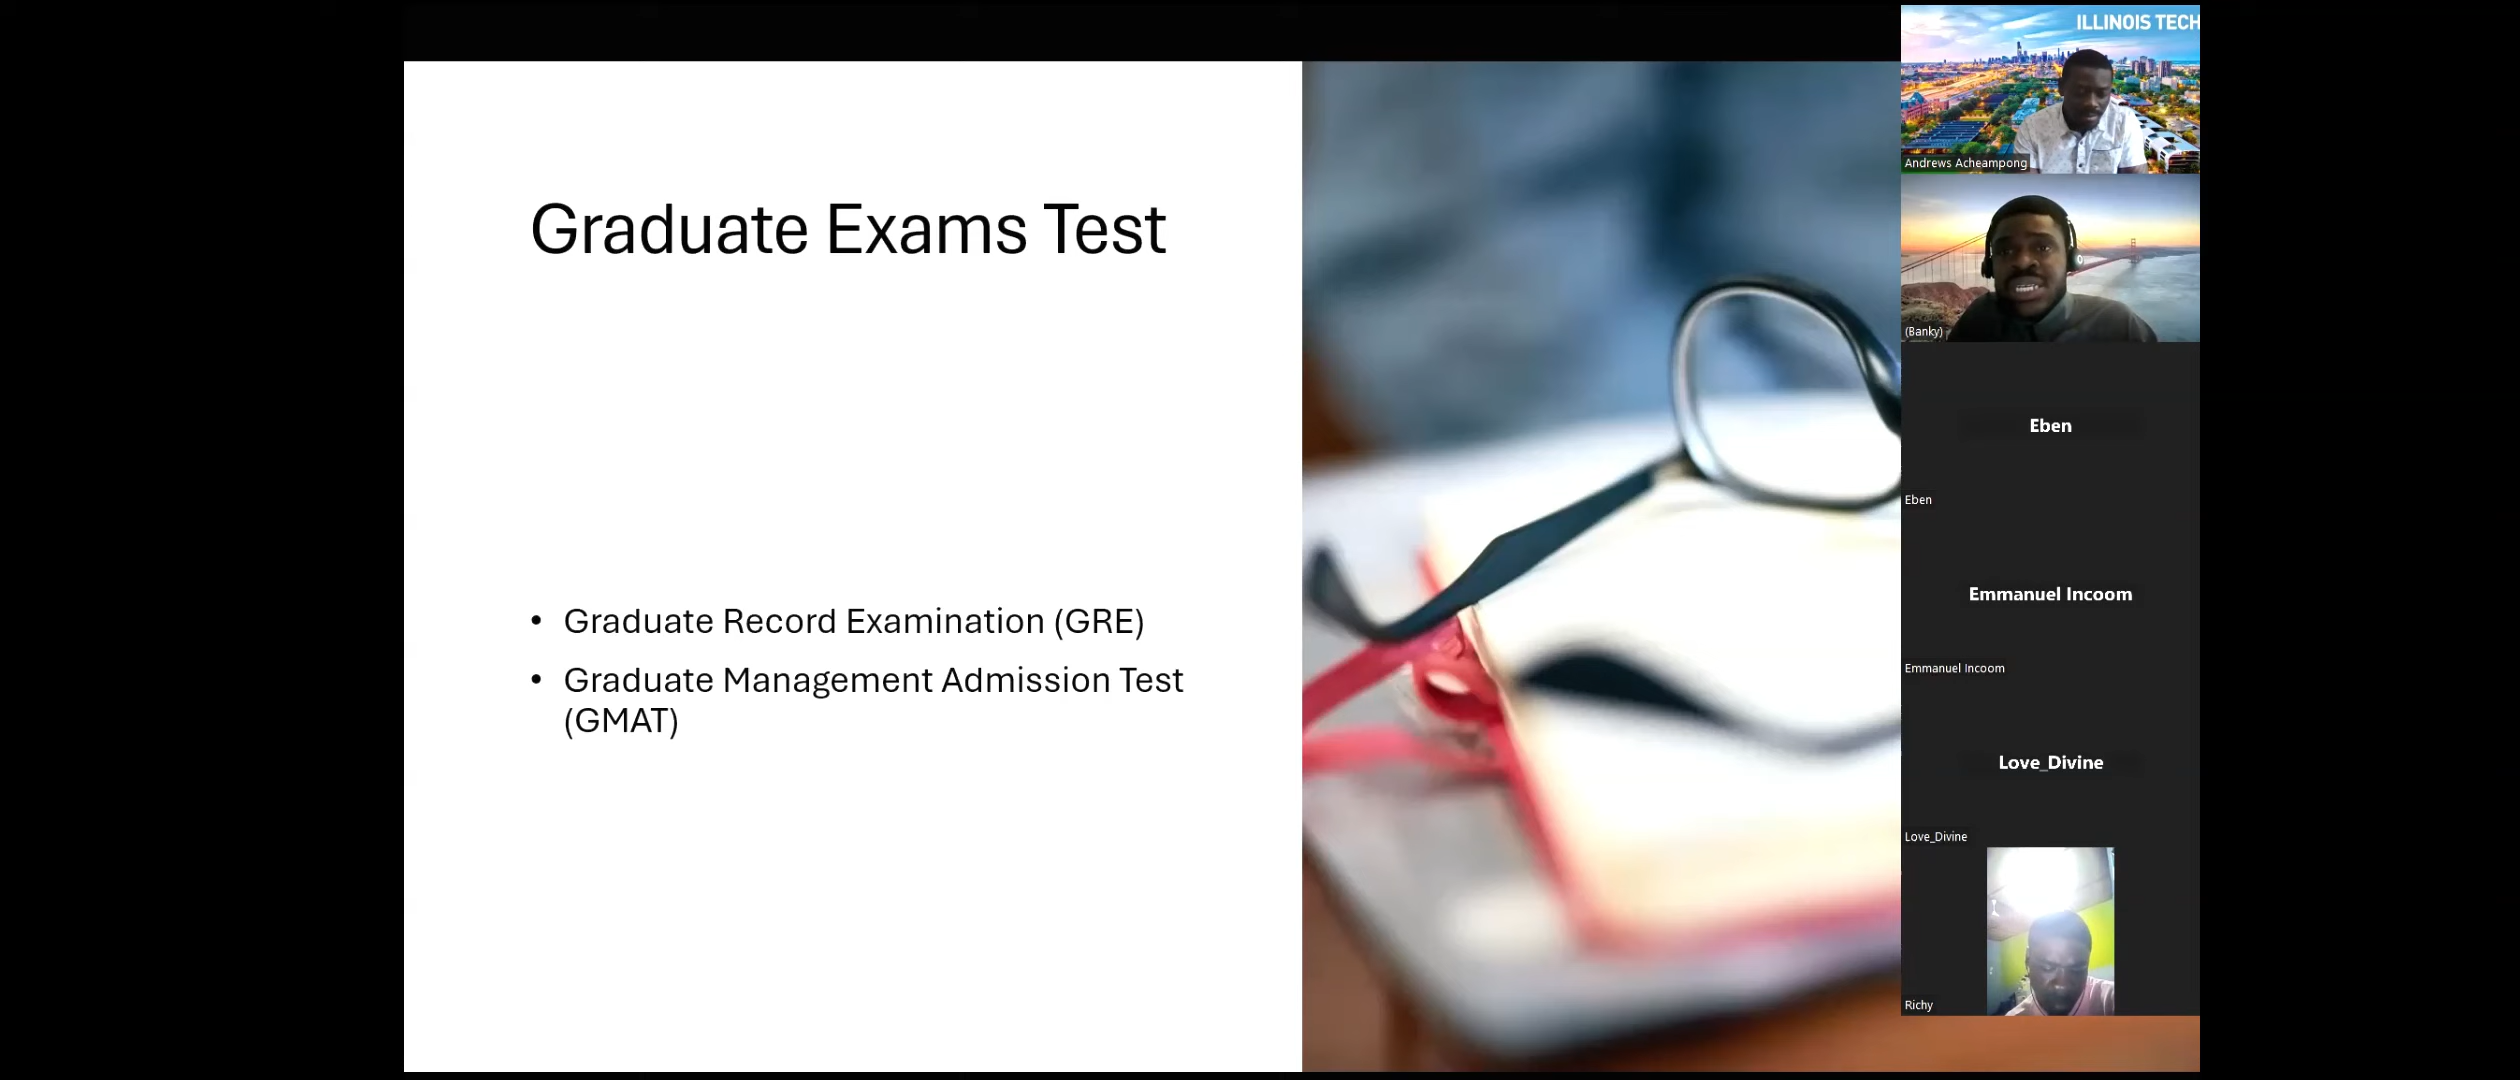 Graduate Exams Test
• Graduate Record Examination (GRE)
• Graduate Management Admission Test
(GMAT)
ILLINOIS TECH
Andrews Acheampong
(Banky)
Eben
Eben
Emmanuel Incoom
Emmanuel Incoom
Love_Divine
Love_Divine
Richy